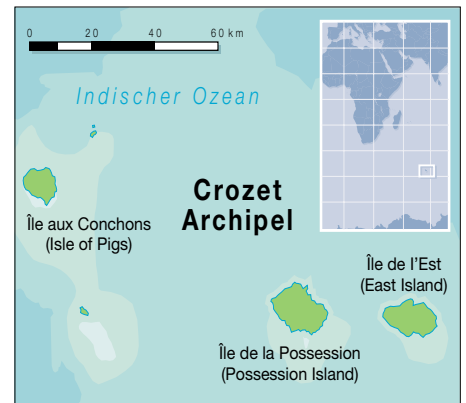 0 20 40 60 km
Indischer Ozean
Crozet
Archipel
Île aux Conchons
(Isle of Pigs)
Île de l'Est
(East Island)
Île de la Possession
(Possession Island)